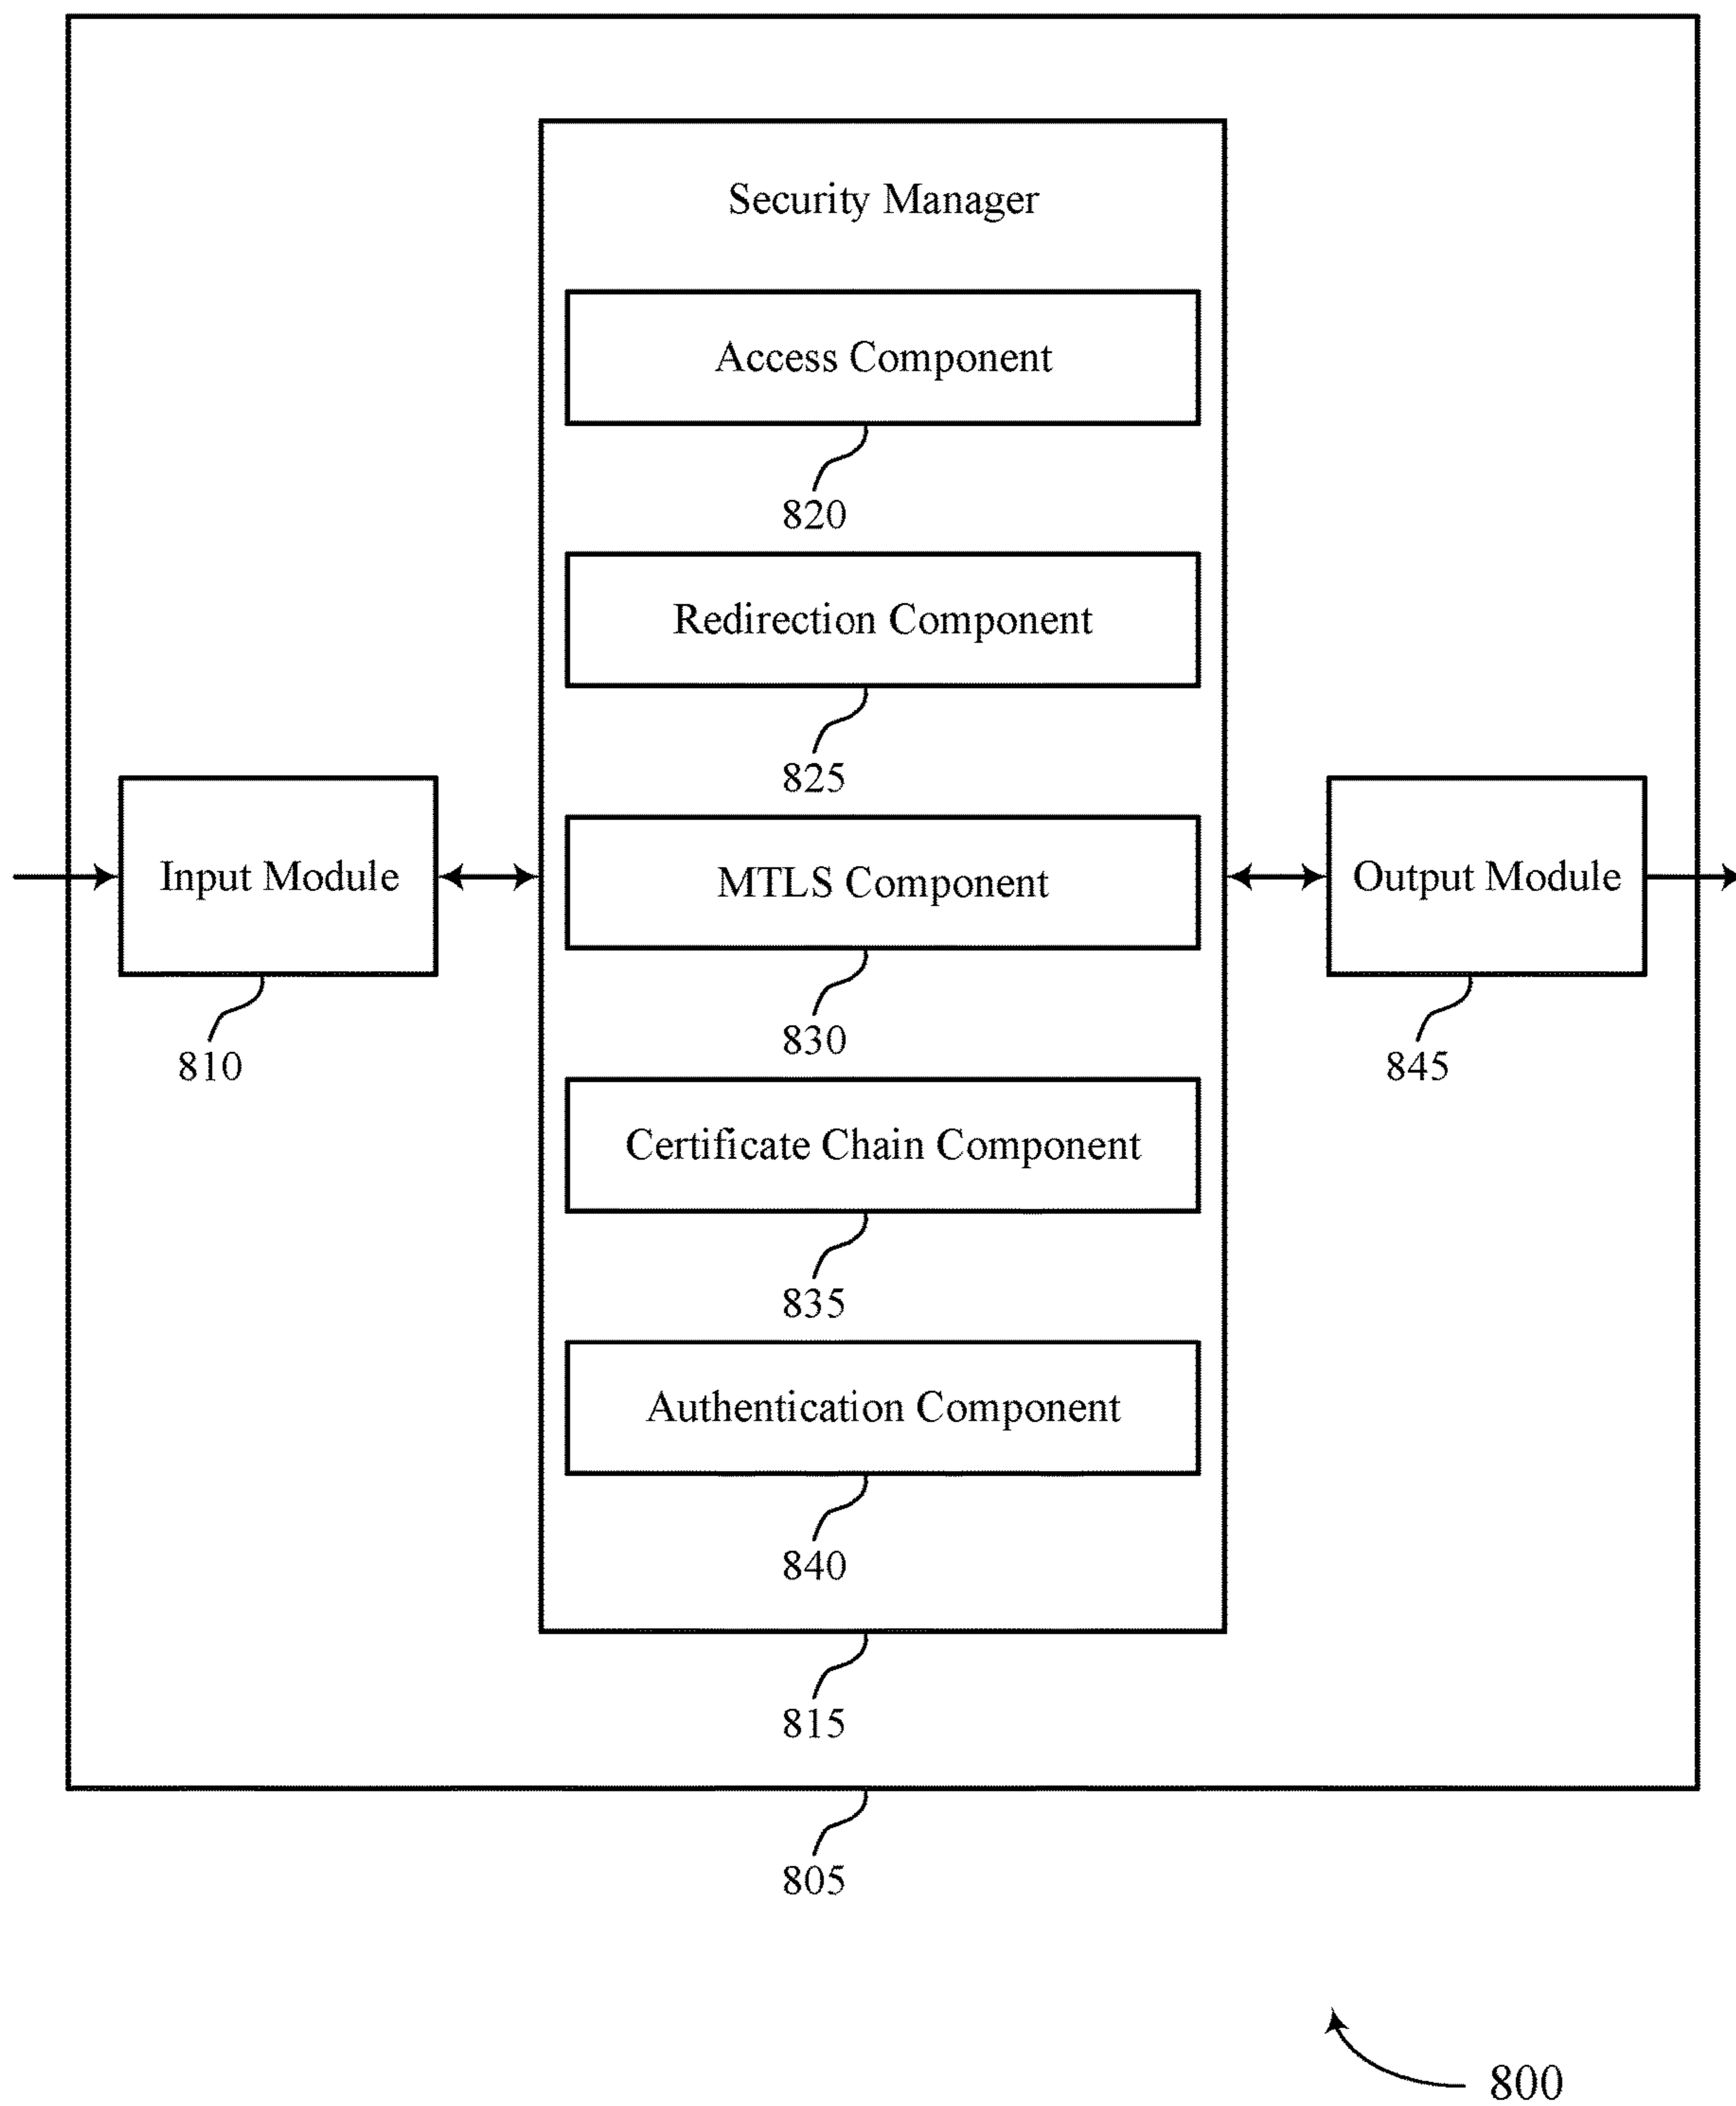 Security Manager
Access Component
820
Redirection Component
825
Input Module
MTLS Component
Output Module
830
810
845
Certificate Chain Component
835
Authentication Component
840
815
805
800